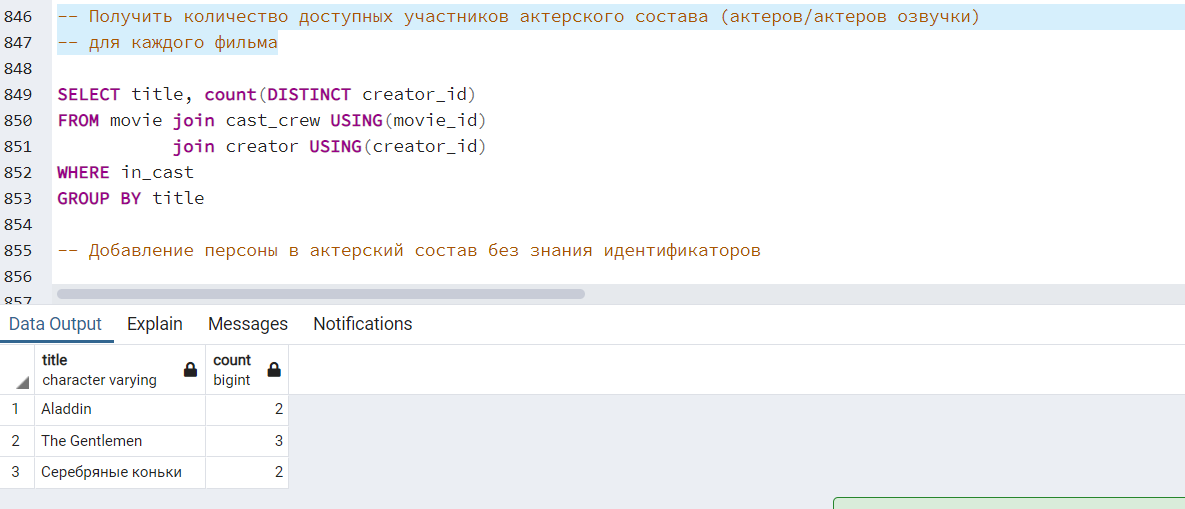 846 -- Получить количество доступных участников актерского состава (актеров/актеров озвучки)
847 -- для каждого фильма
848
849 SELECT title, count(DISTINCT creator_id)
850 FROM movie join cast_crew USING(movie_id)
851 join creator USING(creator_id)
852 WHERE in_cast
853 GROUP BY title
854
855 -- Добавление персоны в актерский состав без знания идентификаторов
856
857
Data Output Explain Messages Notifications
title count
character varying bigint
1 Aladdin 2
2 The Gentlemen 3
3 Серебряные коньки 2